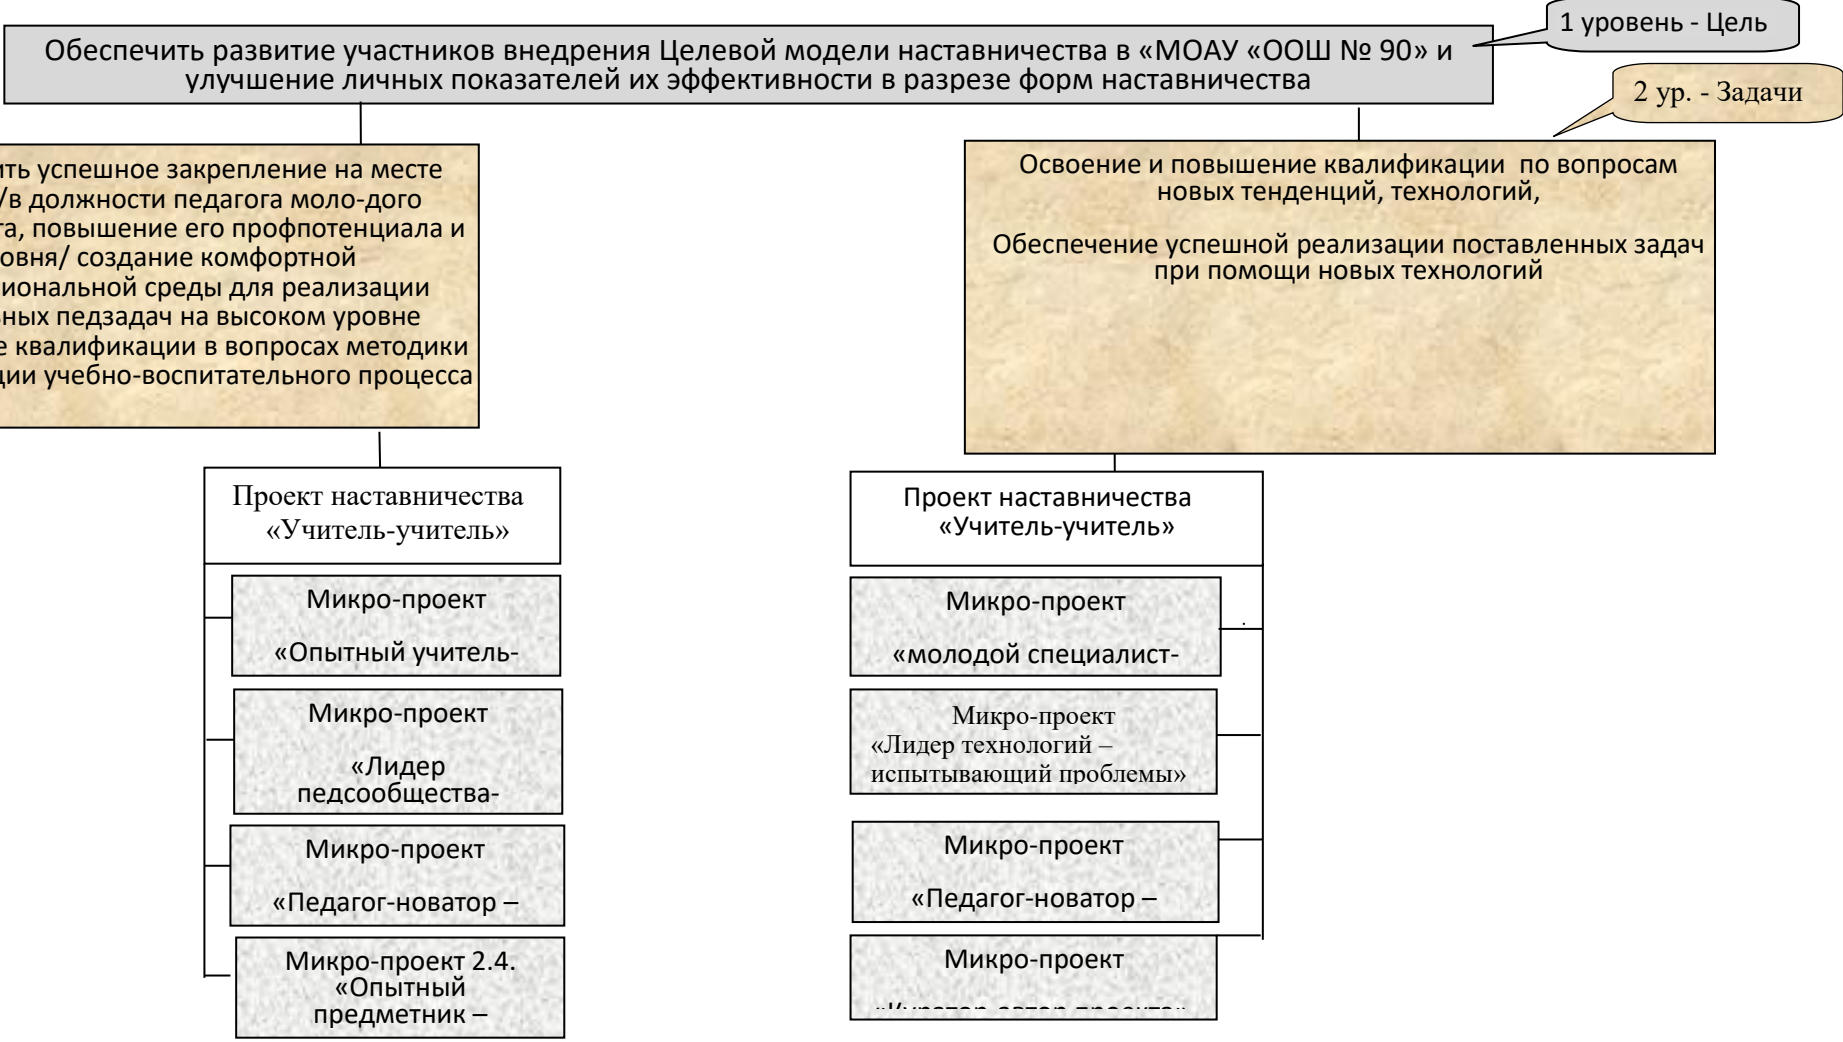 1 уровень - Цель
Обеспечить развитие участников внедрения Целевой модели наставничества в «МОАУ «ООШ № 90» и
улучшение личных показателей их эффективности в разрезе форм наставничества
2 ур. - Задачи
ить успешное закрепление на месте
/в должности педагога моло-дого
та, повышение его профпотенциала и
овня/ создание комфортной
иональной среды для реализации
ных педзадач на высоком уровне
е квалификации в вопросах методики
ции учебно-воспитательного процесса
Освоение и повышение квалификации по вопросам
новых тенденций, технологий,
Обеспечение успешной реализации поставленных задач
при помощи новых технологий
Проект наставничества
«Учитель-учитель»
Микро-проект
«Опытный учитель-
Микро-проект
«Лидер
педсообщества-
Микро-проект
«Педагог-новатор –
Микро-проект 2.4.
«Опытный
предметник –
Проект наставничества
«Учитель-учитель»
Микро-проект
«молодой специалист-
Микро-проект
«Лидер технологий –
испытывающий проблемы»
Микро-проект
«Педагог-новатор –
Микро-проект